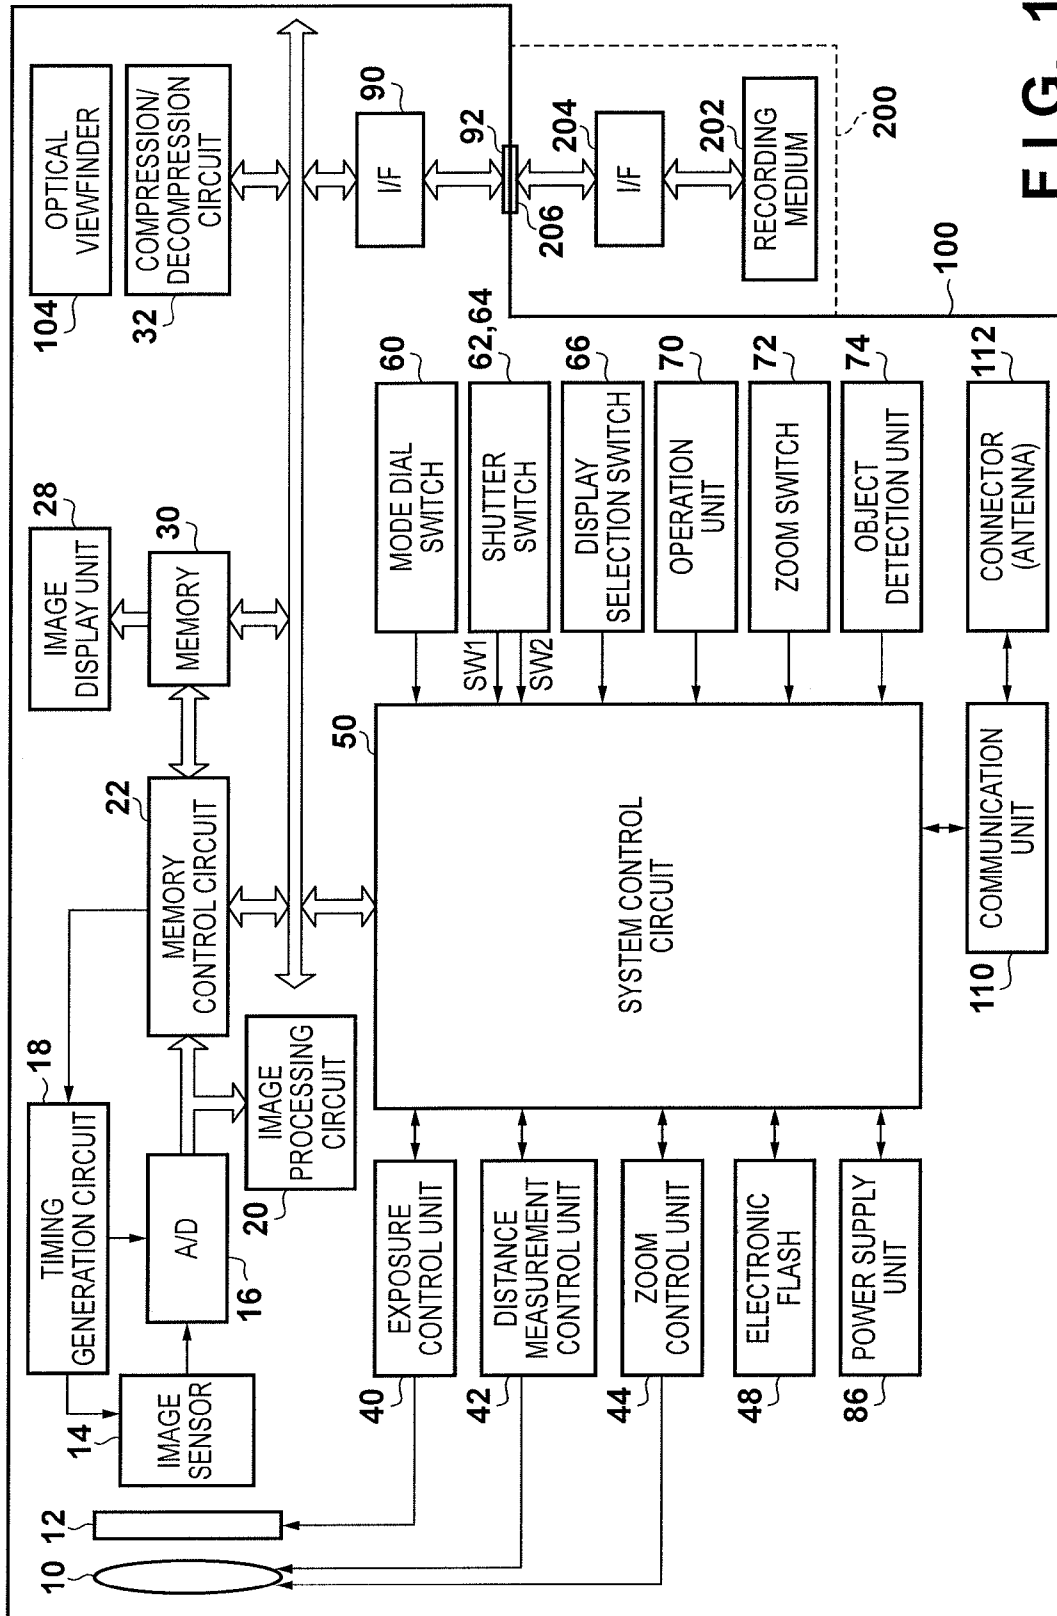 10
12
14
IMAGE
SENSOR
TIMING
GENERATION CIRCUIT
18
A/D
16
20
IMAGE
PROCESSING
CIRCUIT
22
MEMORY
CONTROL CIRCUIT
28
IMAGE
DISPLAY UNIT
30
MEMORY
104
OPTICAL
VIEWFINDER
32
COMPRESSION/
DECOMPRESSION
CIRCUIT
90
I/F
92
206
204
I/F
202
RECORDING
MEDIUM
200
100
40
EXPOSURE
CONTROL UNIT
42
DISTANCE
MEASUREMENT
CONTROL UNIT
44
ZOOM
CONTROL UNIT
48
ELECTRONIC
FLASH
86
POWER SUPPLY
UNIT
50
SYSTEM CONTROL
CIRCUIT
SW1
SW2
60
MODE DIAL
SWITCH
62,64
SHUTTER
SWITCH
66
DISPLAY
SELECTION SWITCH
70
OPERATION
UNIT
72
ZOOM SWITCH
74
OBJECT
DETECTION UNIT
110
COMMUNICATION
UNIT
112
CONNECTOR
(ANTENNA)
FIG. 1